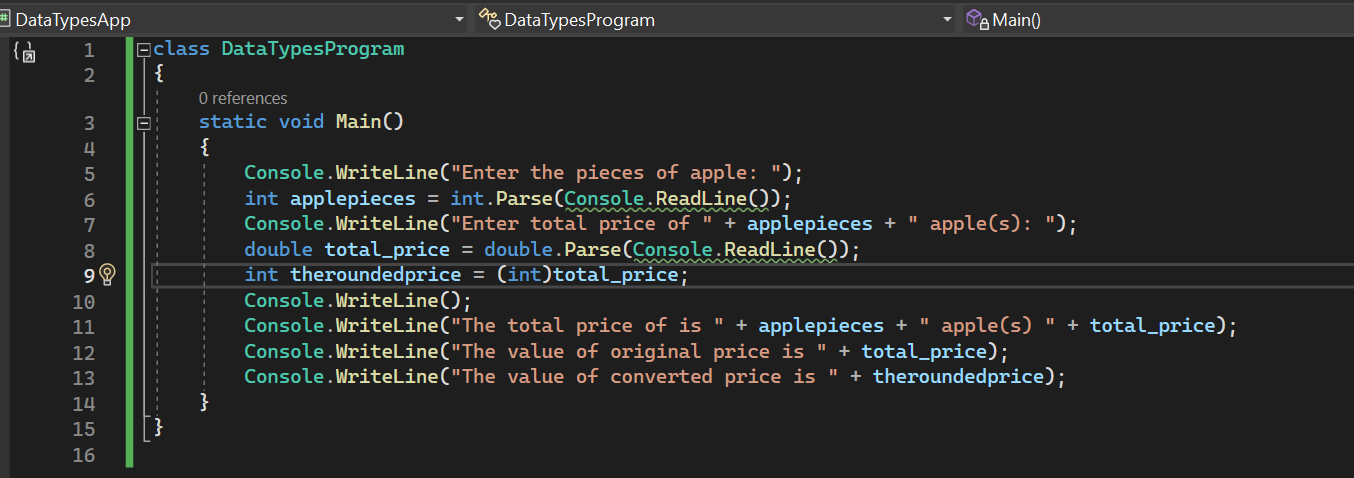 DataTypesApp DataTypesProgram Main()
1 class DataTypesProgram
2 {
0 references
3 static void Main()
4 {
5 Console.WriteLine("Enter the pieces of apple: ");
6 int applepieces = int.Parse(Console.ReadLine());
7 Console.WriteLine("Enter total price of " + applepieces + " apple(s): ");
8 double total_price = double.Parse(Console.ReadLine());
9 int theroundedprice = (int)total_price;
10 Console.WriteLine();
11 Console.WriteLine("The total price of is " + applepieces + " apple(s) " + total_price);
12 Console.WriteLine("The value of original price is " + total_price);
13 Console.WriteLine("The value of converted price is " + theroundedprice);
14 }
15 }
16